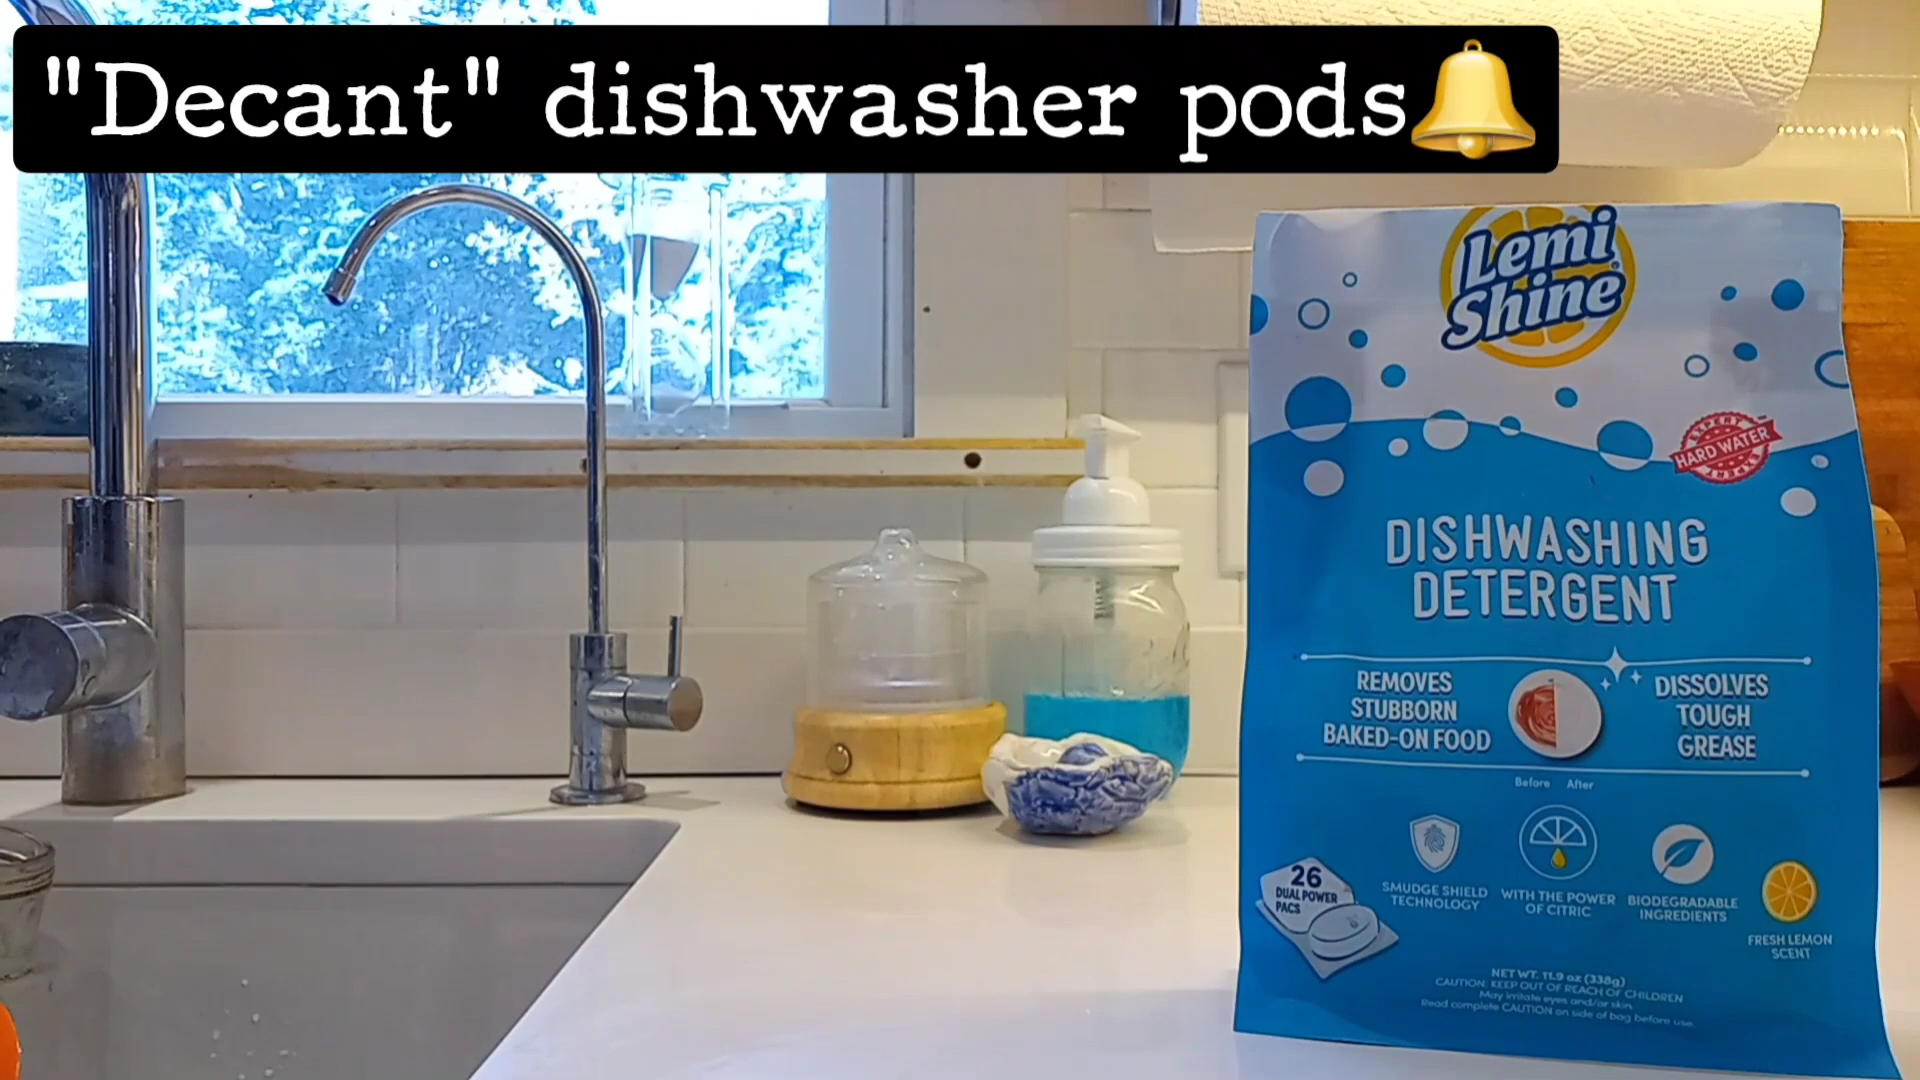 "Decant" dishwasher pods🔔
Lemi
Shine
EXPERT
HARD WATER
DISHWASHING
DETERGENT
REMOVES
STUBBORN
BAKED-ON FOOD
DISSOLVES
TOUGH
GREASE
Before After
26
DUAL POWER
PACS
SMUDGE SHIELD
TECHNOLOGY
WITH THE POWER
OF CITRIC
BIODEGRADABLE
INGREDIENTS
FRESH LEMON
SCENT
NET WT. 11.9 oz (338g)
CAUTION: KEEP OUT OF REACH OF CHILDREN
May irritate eyes and/or skin.
Read complete CAUTION on side of bag before use.